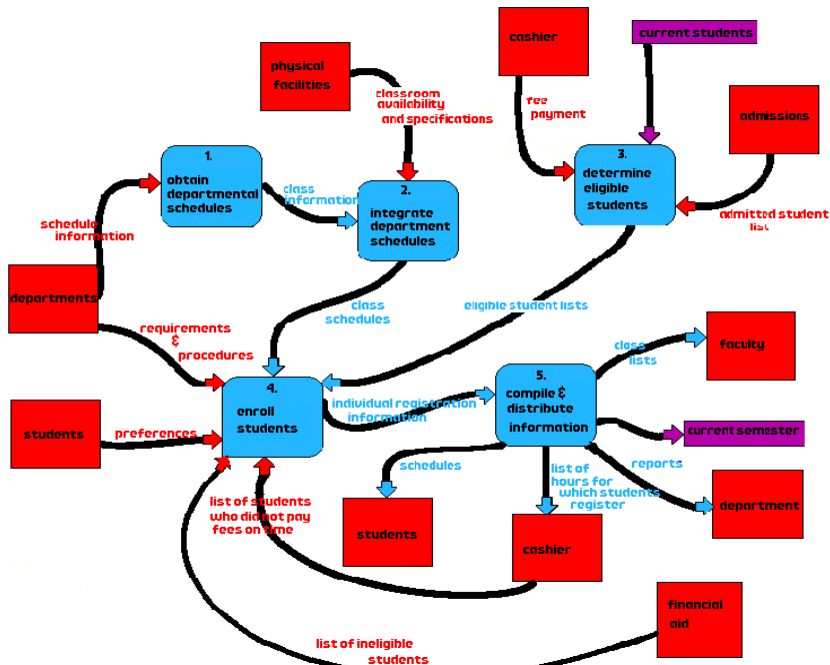 cashier
current students
physical
facilities
classroom
availability
and specifications
fee
payment
admissions
1.
obtain
departmental
schedules
class
information
2.
integrate
department
schedules
3.
determine
eligible
students
admitted student
list
schedule
information
departments
requirements
&
procedures
class
schedules
eligible student lists
4.
enroll
students
individual registration
information
5.
compile &
distribute
information
class
lists
faculty
current semester
students
preferences
schedules
list of
hours for
which students
register
reports
department
list of students
who did not pay
fees on time
students
cashier
financial
aid
list of ineligible
students